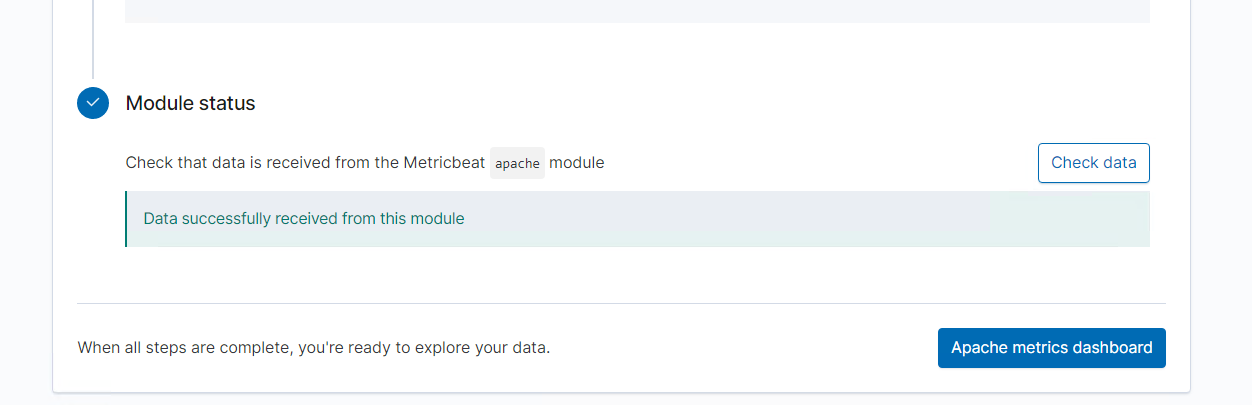 Module status
Check that data is received from the Metricbeat apache module
Check data
Data successfully received from this module
When all steps are complete, you're ready to explore your data.
Apache metrics dashboard